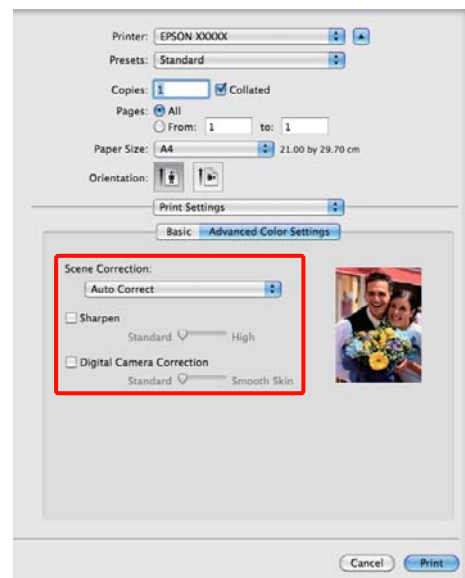 Printer: EPSON XXXXX
Presets: Standard
Copies: 1 Collated
Pages: All
From: 1 to: 1
Paper Size: A4 21.00 by 29.70 cm
Orientation:
Print Settings
Basic Advanced Color Settings
Scene Correction:
Auto Correct
Sharpen
Standard High
Digital Camera Correction
Standard Smooth Skin
Cancel Print